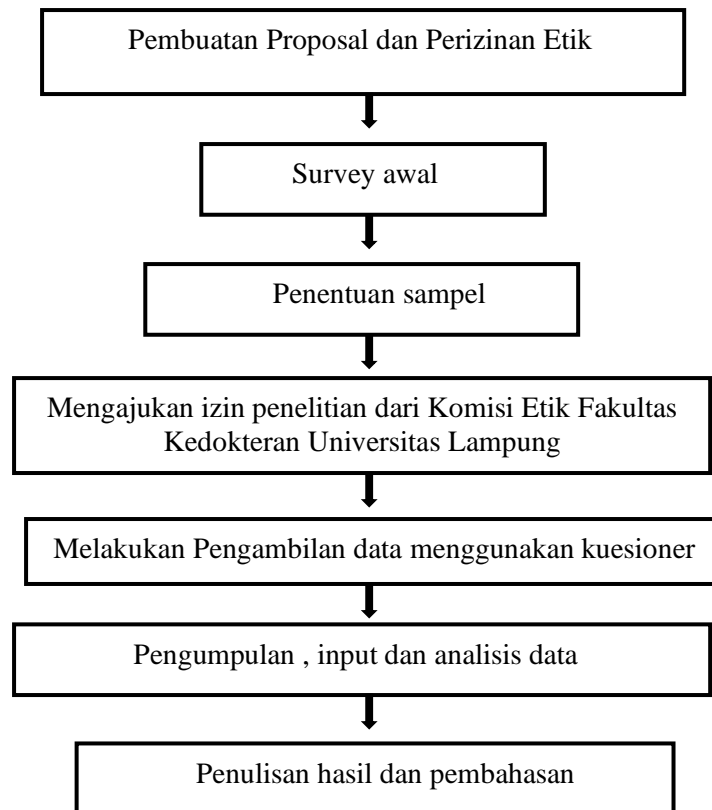 Pembuatan Proposal dan Perizinan Etik
Survey awal
Penentuan sampel
Mengajukan izin penelitian dari Komisi Etik Fakultas
Kedokteran Universitas Lampung
Melakukan Pengambilan data menggunakan kuesioner
Pengumpulan , input dan analisis data
Penulisan hasil dan pembahasan